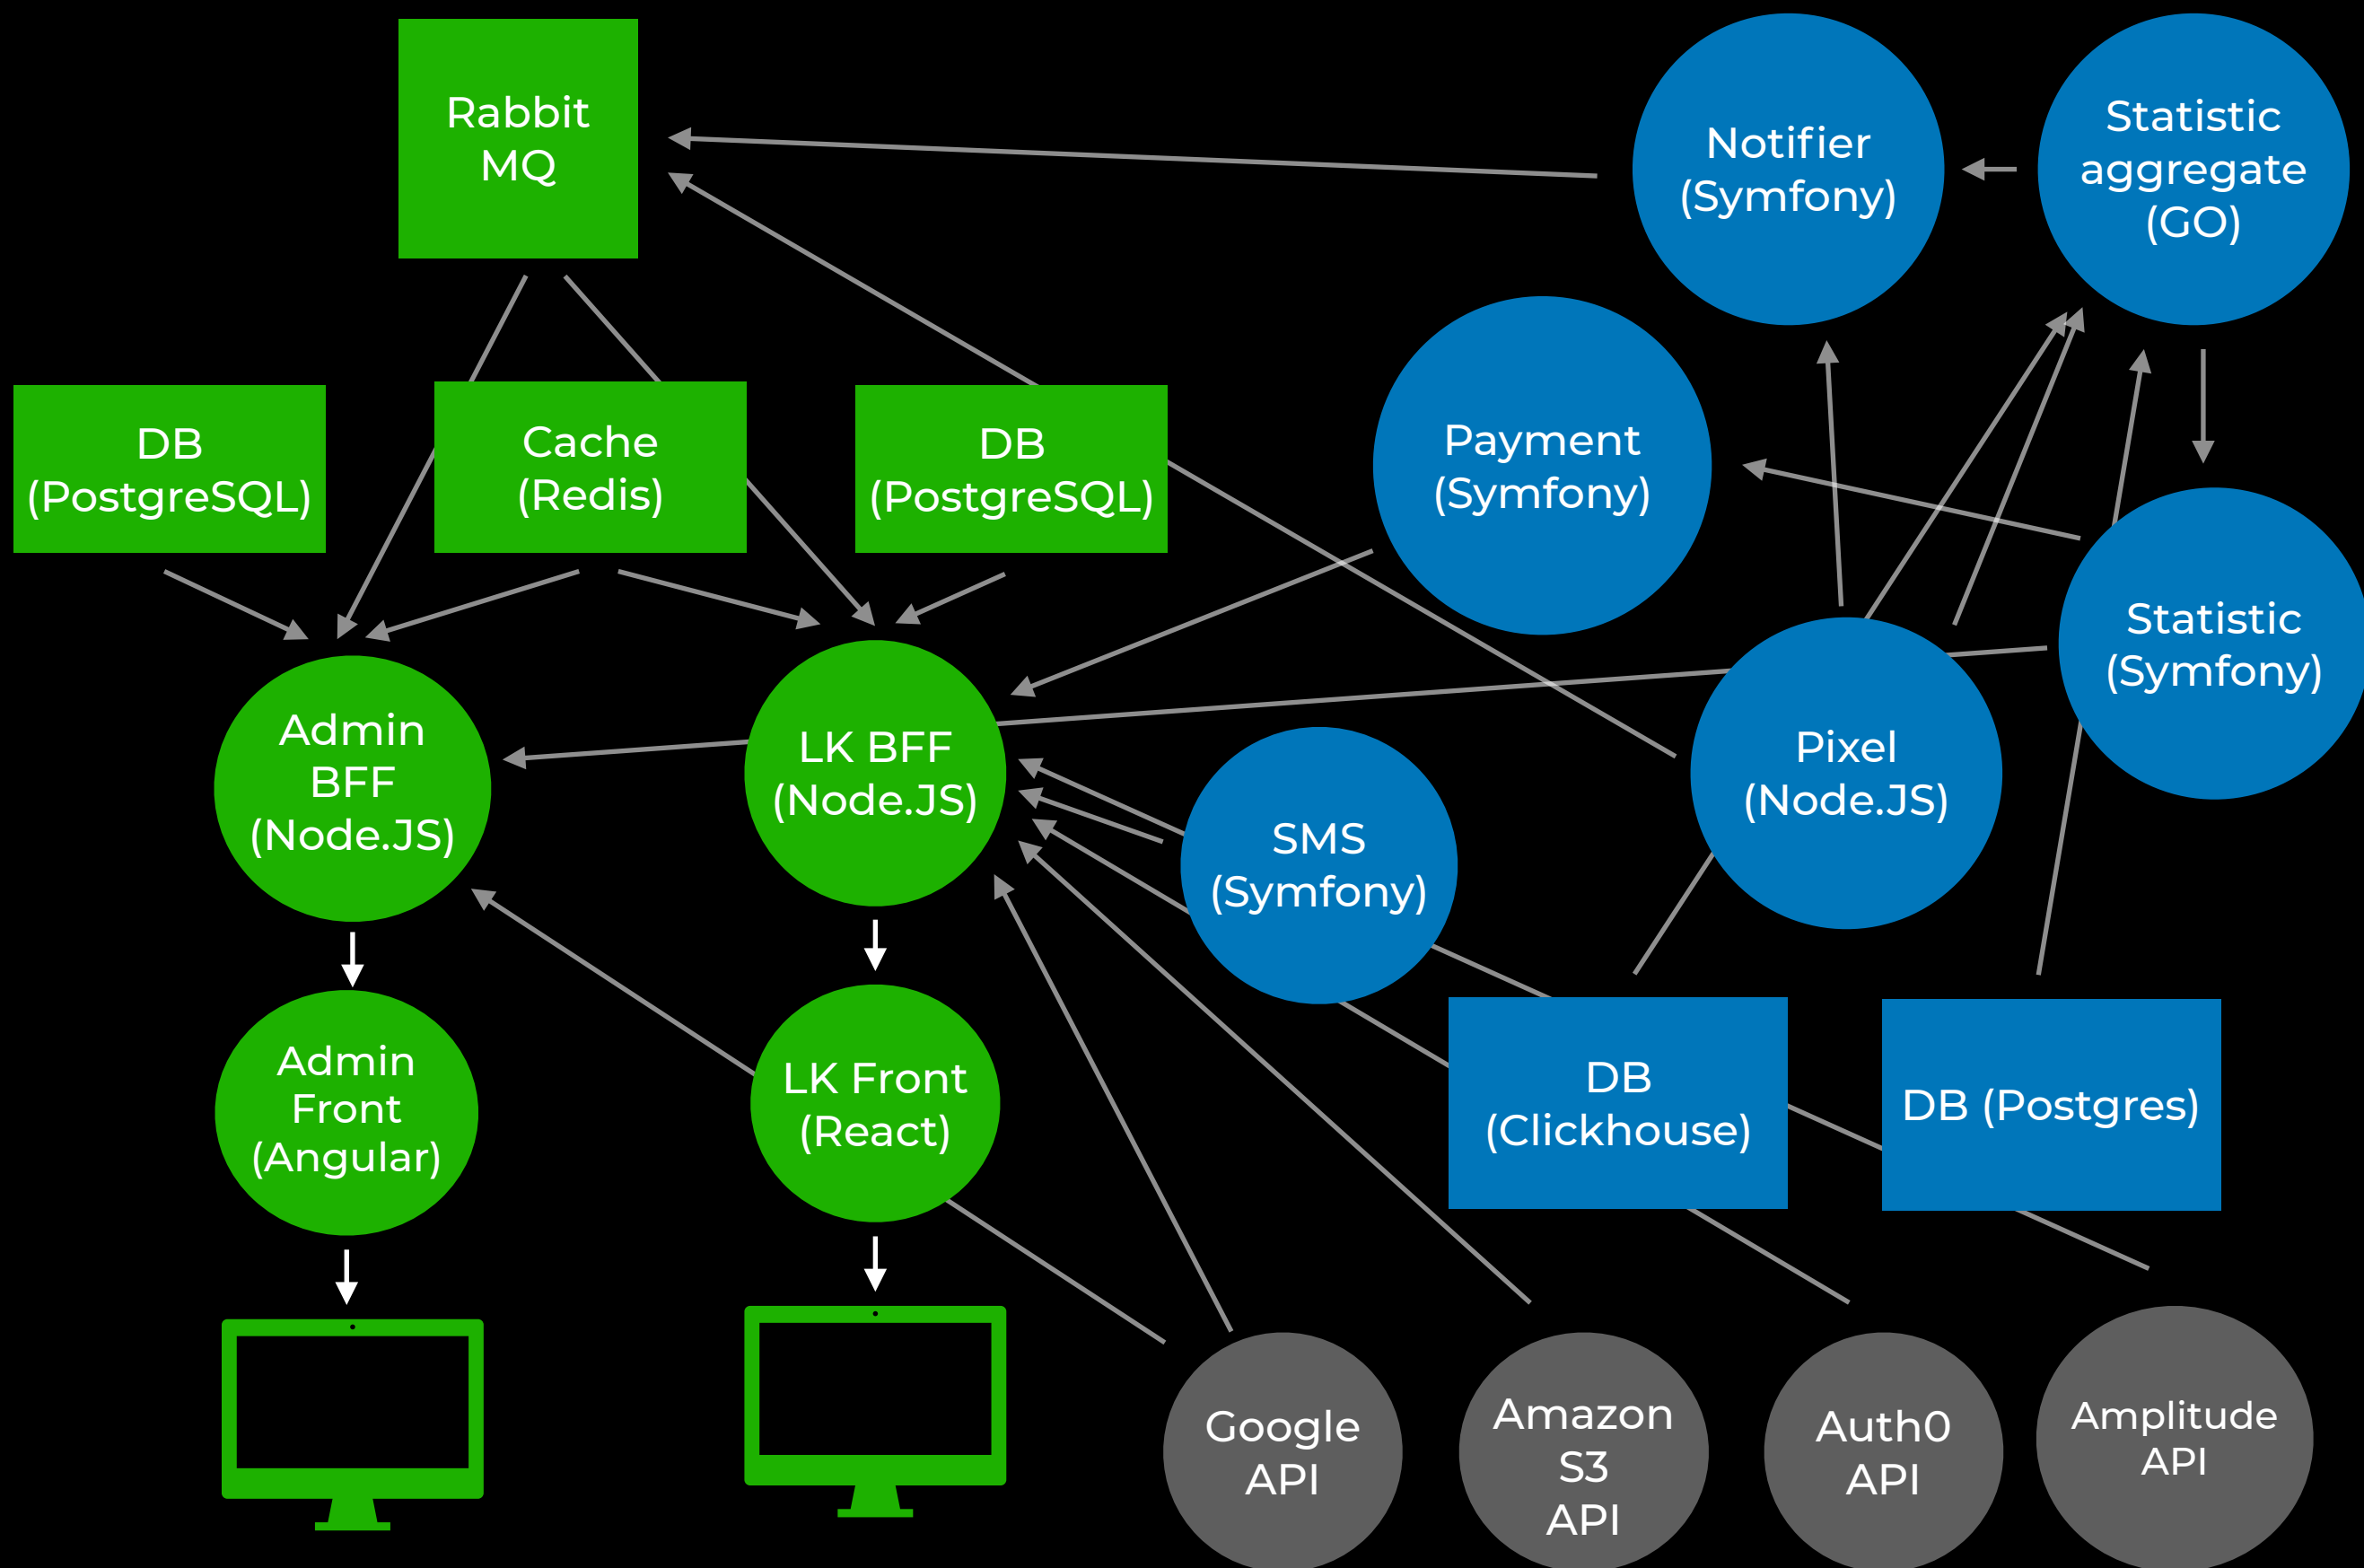 Rabbit
MQ
Notifier
(Symfony)
Statistic
aggregate
(GO)
DB
(PostgreSQL)
Cache
(Redis)
DB
(PostgreSQL)
Payment
(Symfony)
Statistic
(Symfony)
Admin
BFF
(Node.JS)
LK BFF
(Node.JS)
SMS
(Symfony)
Pixel
(Node.JS)
Admin
Front
(Angular)
LK Front
(React)
DB
(Clickhouse)
DB (Postgres)
Google
API
Amazon
S3
API
Auth0
API
Amplitude
API